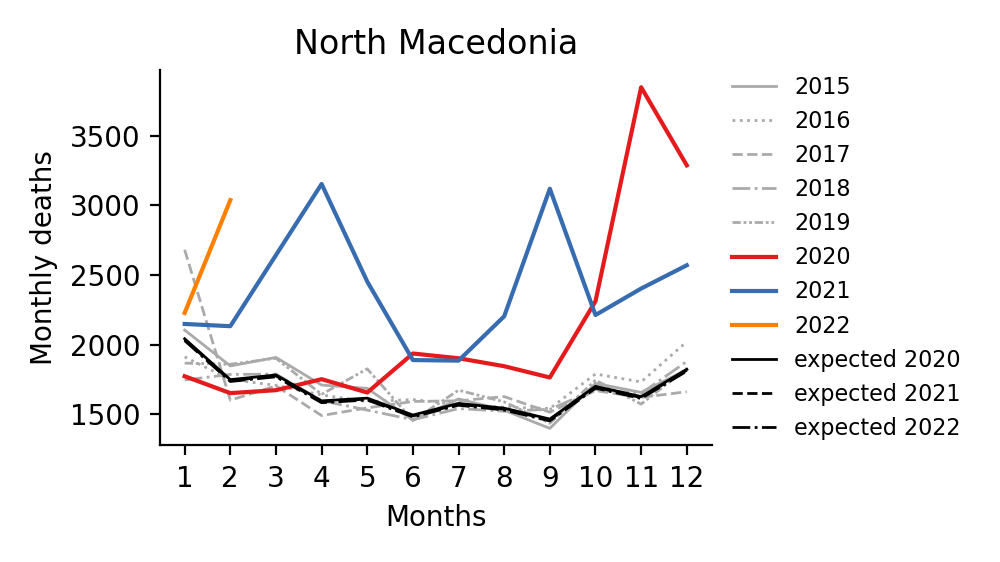 North Macedonia
Monthly deaths
3500
3000
2500
2000
1500
1 2 3 4 5 6 7 8 9 10 11 12
Months
2015
2016
2017
2018
2019
2020
2021
2022
expected 2020
expected 2021
expected 2022